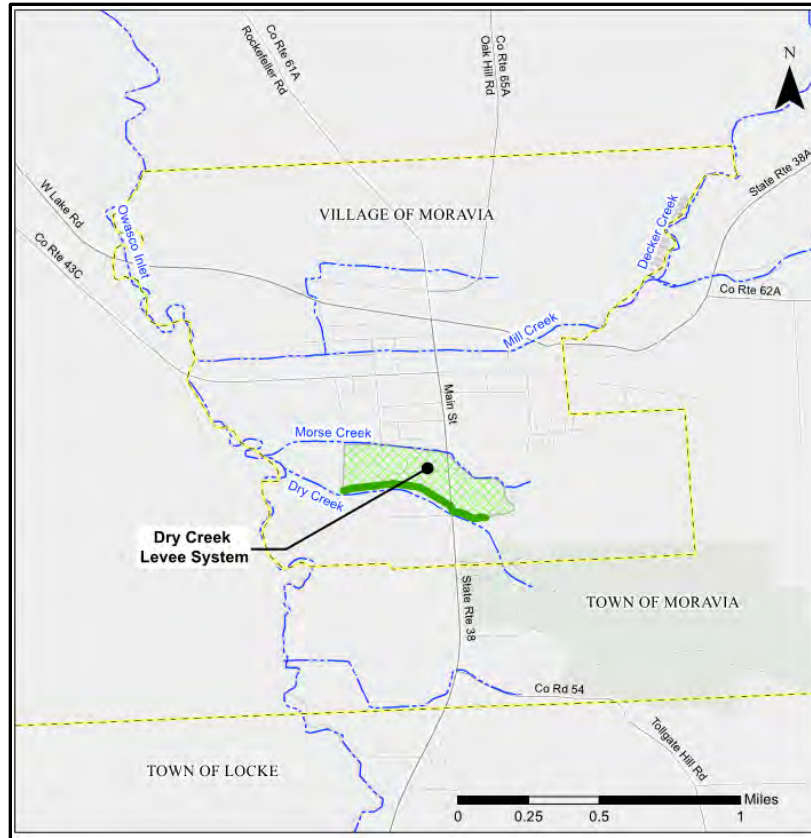 Co Rte 61A
Rockefeller Rd
Co Rte 65A
Oak Hill Rd
N
State Rte 38A
W Lake Rd
Co Rte 43C
Owasco Inlet
VILLAGE OF MORAVIA
Decker Creek
Co Rte 62A
Mill Creek
Main St
Morse Creek
Dry Creek
Dry Creek
Levee System
State Rte 38
TOWN OF MORAVIA
Co Rd 54
Tollgate Hill Rd
TOWN OF LOCKE
Miles
0 0.25 0.5 1